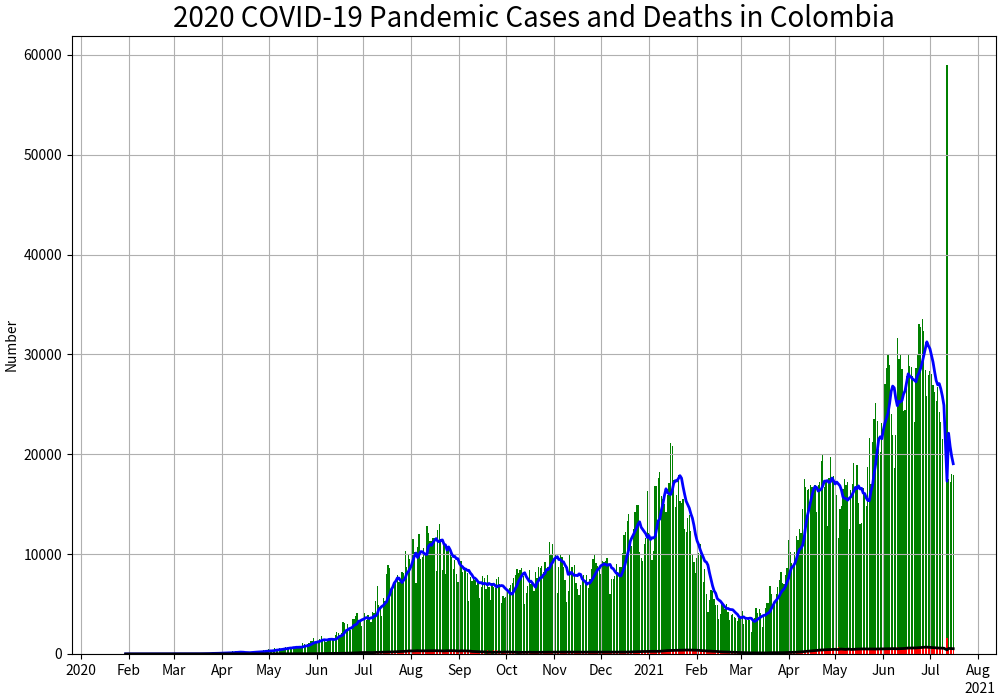 2020 COVID-19 Pandemic Cases and Deaths in Colombia
60000
50000
40000
30000
20000
10000
0
Number
2020 Feb Mar Apr May Jun Jul Aug Sep Oct Nov Dec 2021 Feb Mar Apr May Jun Jul Aug
2021